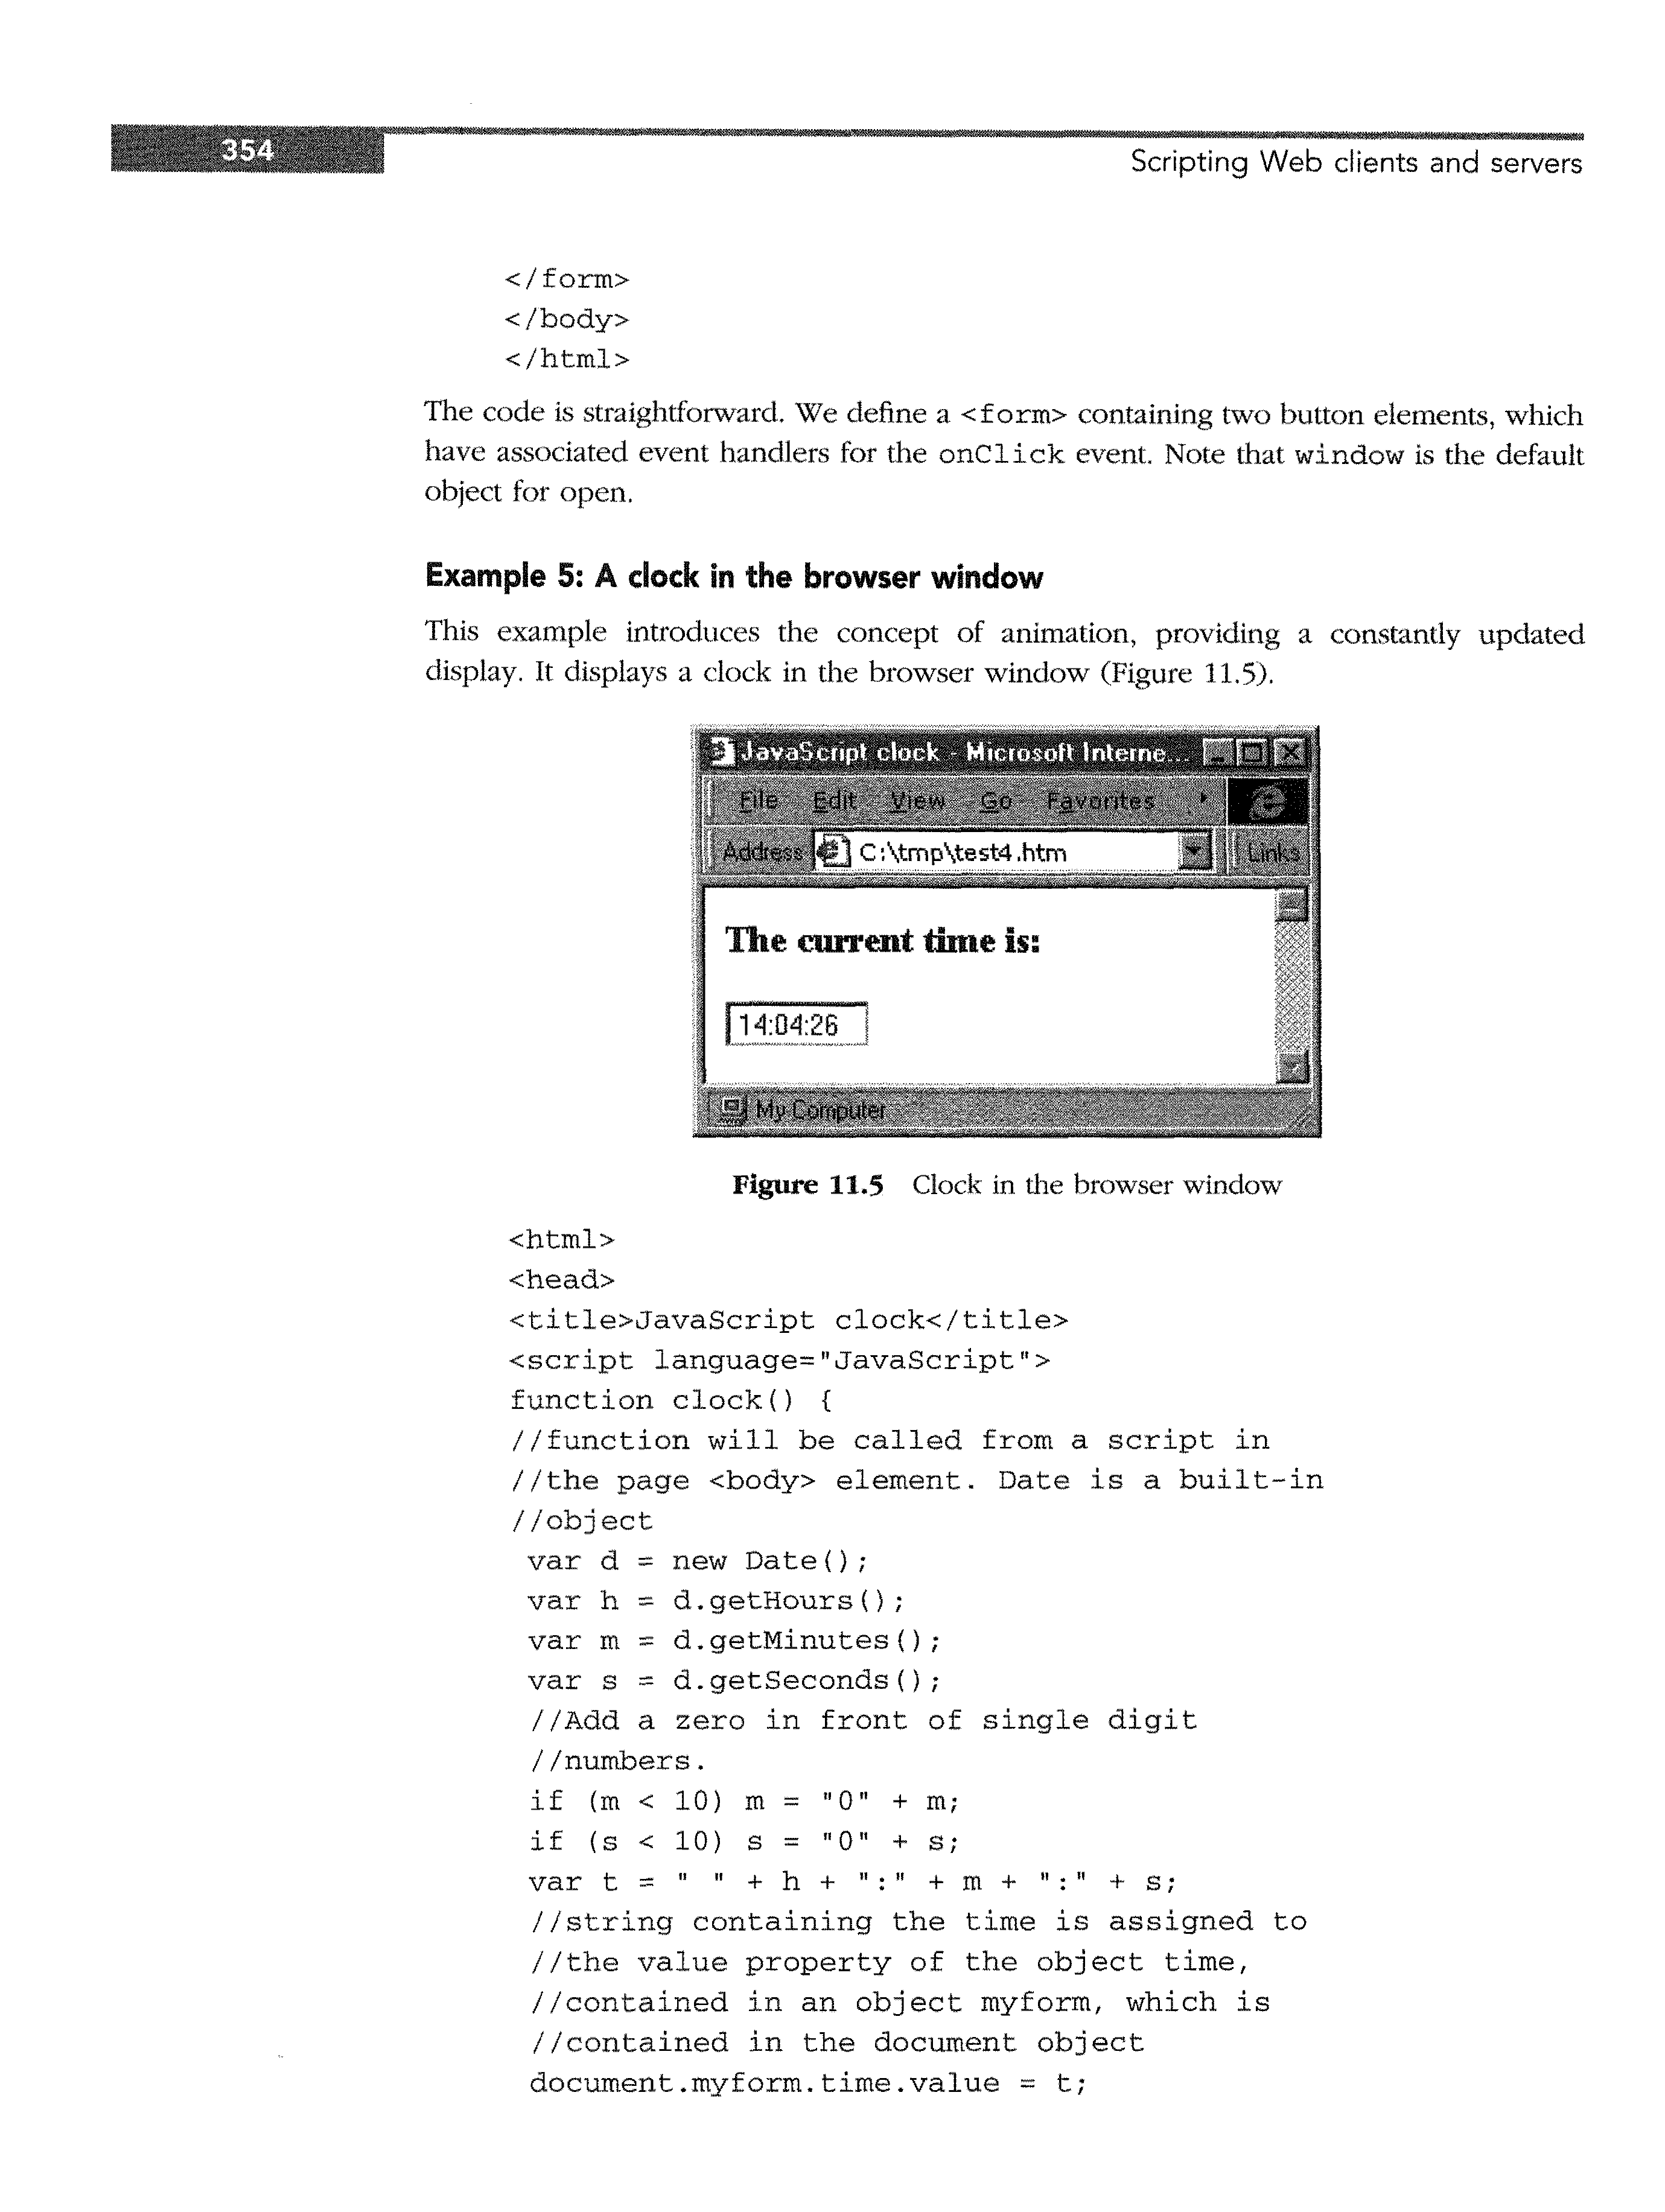 354
Scripting Web clients and servers
</form>
</body>
</html>
The code is straightforward. We define a <form> containing two button elements, which
have associated event handlers for the onClick event. Note that window is the default
object for open.
Example 5: A clock in the browser window
This example introduces the concept of animation, providing a constantly updated
display. It displays a clock in the browser window (Figure 11.5).
JavaScript clock - Microsoft Interne...
File Edit View Go Favorites
Address C:\tmp\test4.htm Links
The current time is:
14:04:26
My Computer
Figure 11.5 Clock in the browser window
<html>
<head>
<title>JavaScript clock</title>
<script language="JavaScript">
function clock() {
//function will be called from a script in
//the page <body> element. Date is a built-in
//object
var d = new Date();
var h = d.getHours();
var m = d.getMinutes();
var s = d.getSeconds();
//Add a zero in front of single digit
//numbers.
if (m < 10) m = "0" + m;
if (s < 10) s = "0" + s;
var t = " " + h + ":" + m + ":" + s;
//string containing the time is assigned to
//the value property of the object time,
//contained in an object myform, which is
//contained in the document object
document.myform.time.value = t;